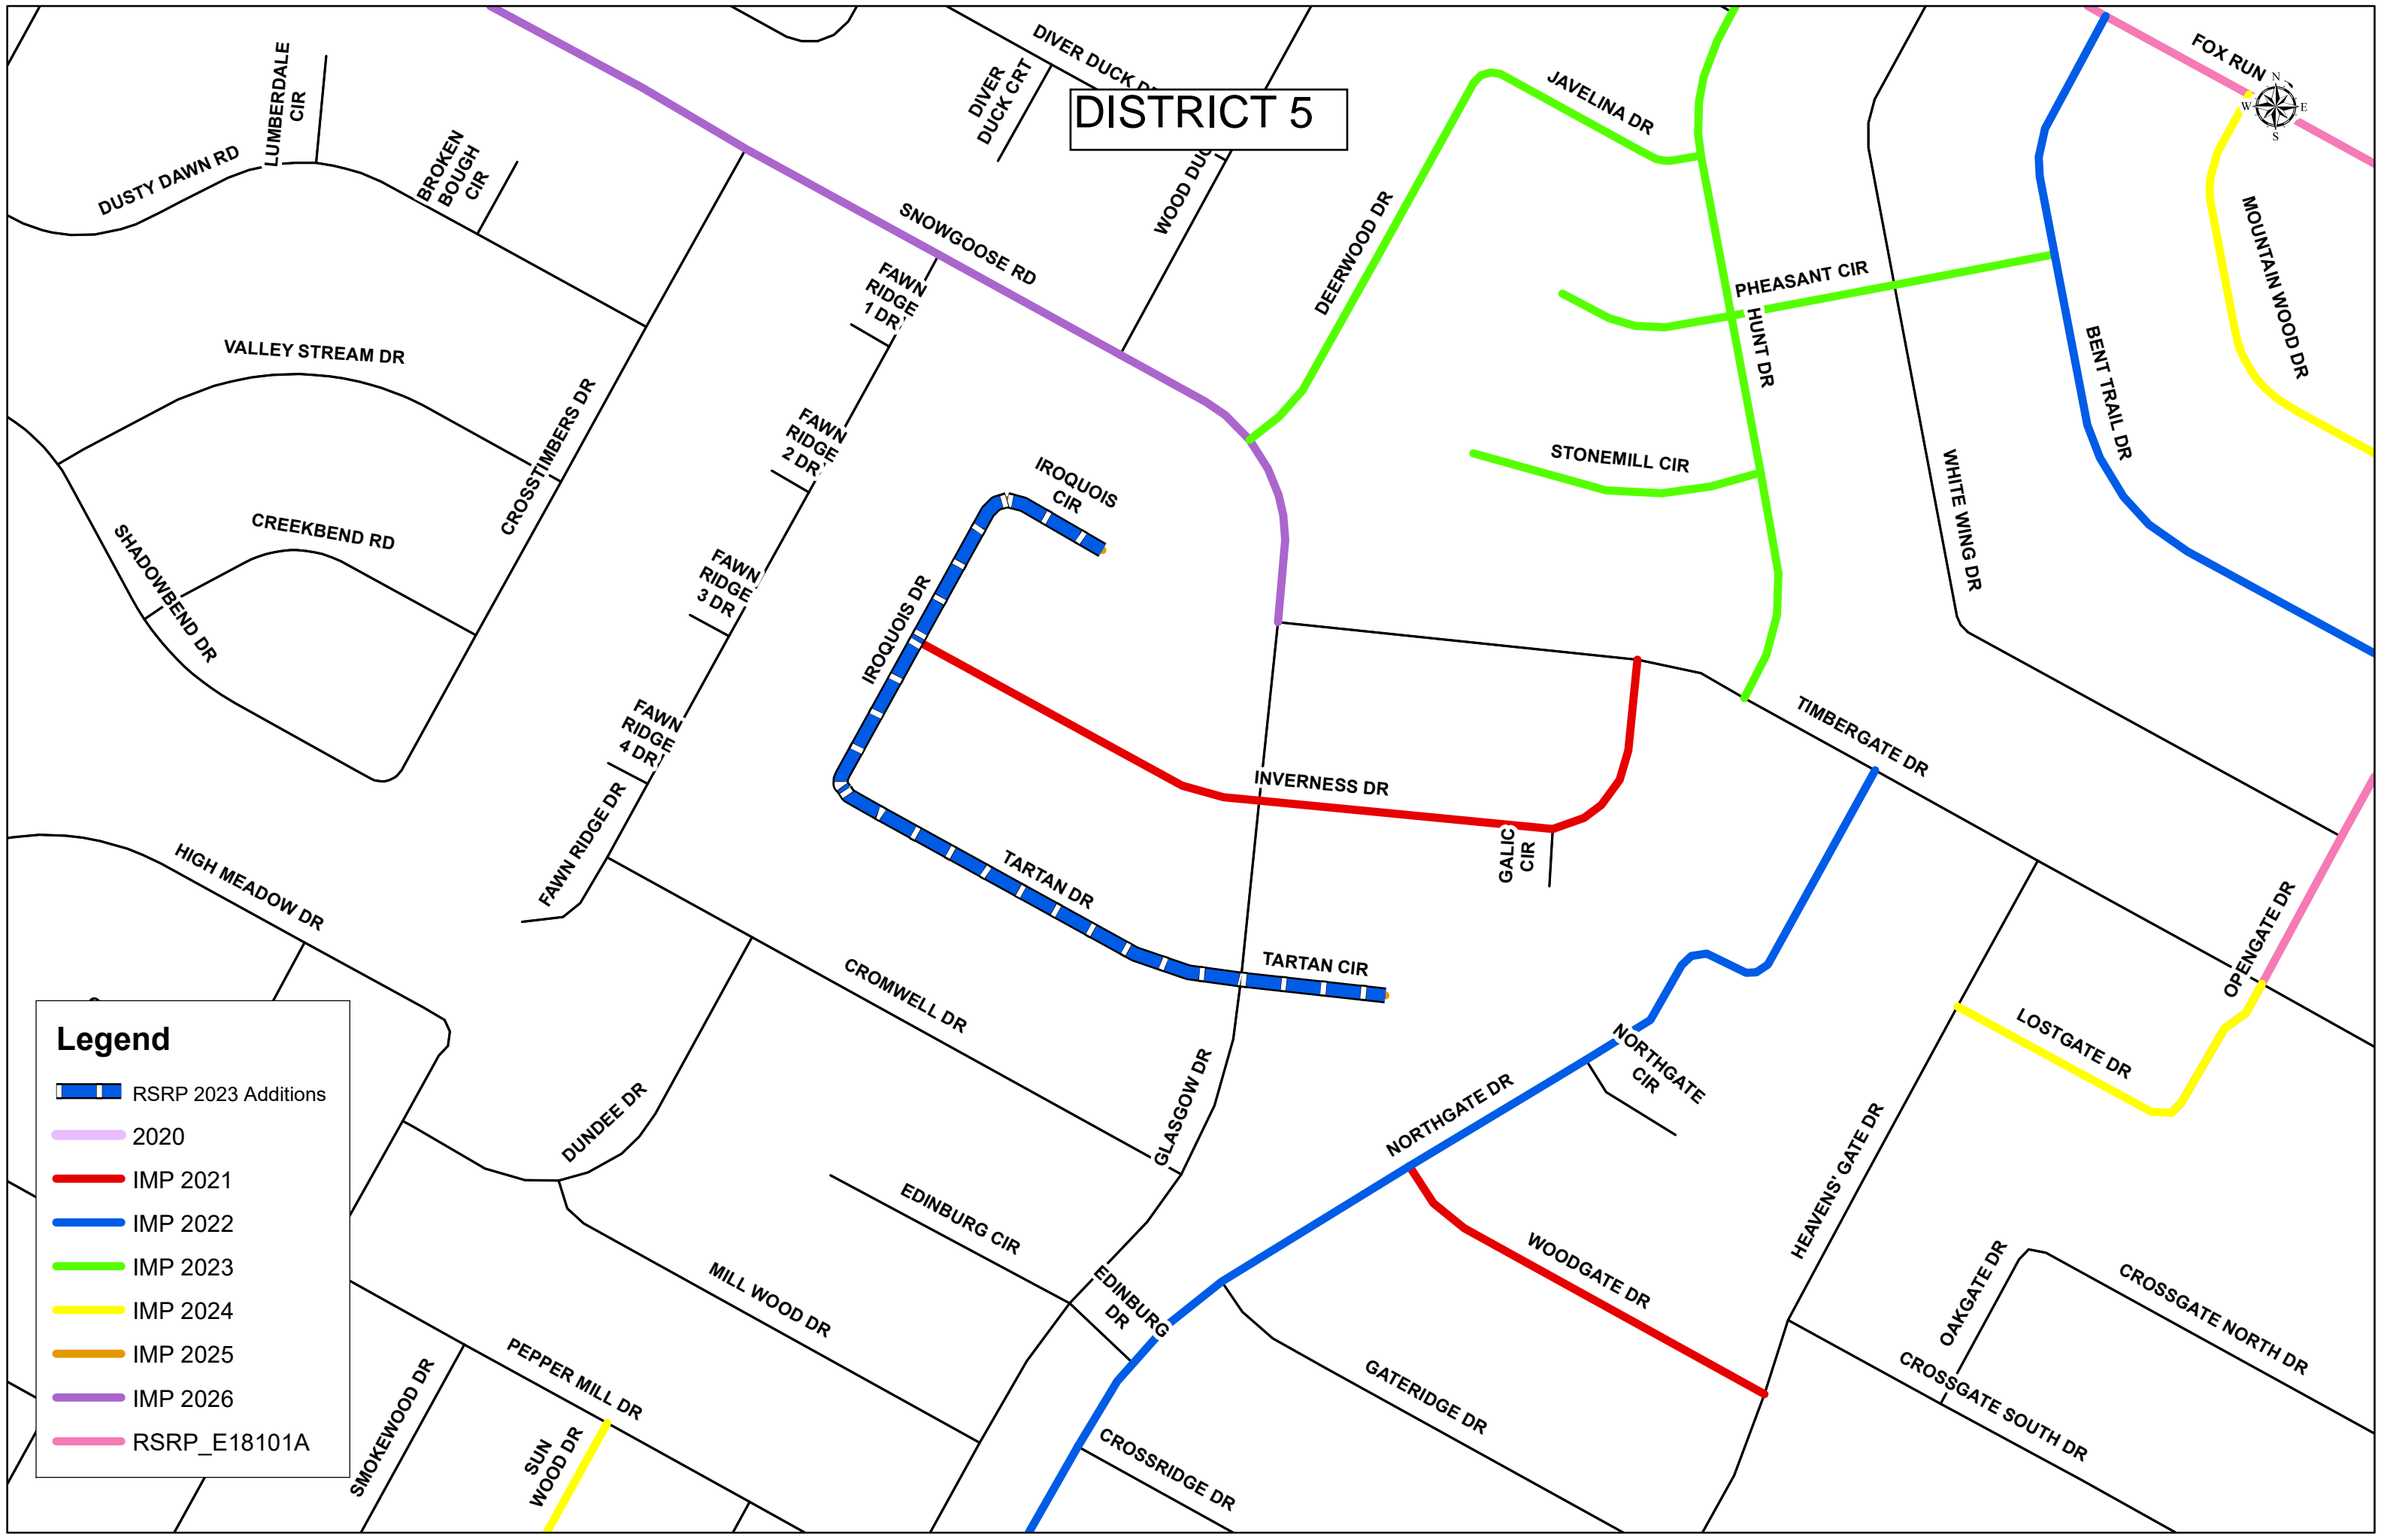 DISTRICT 5
FOX RUN
N
W
E
S
LUMBERDALE
CIR
DIVER DUCK
DIVER
DUCK CRT
JAVELINA DR
DUSTY DAWN RD
BROKEN
BOUGH
CIR
WOOD
SNOWGOOSE RD
DEERWOOD DR
MOUNTAIN WOOD DR
FAWN
RIDGE
1 DR
PHEASANT CIR
HUNT DR
VALLEY STREAM DR
BENT TRAIL DR
CROSSTIMBERS DR
FAWN
RIDGE
2 DR
IROQUOIS
CIR
STONEMILL CIR
WHITE WING DR
CREEKBEND RD
SHADOWBEND DR
FAWN
RIDGE
3 DR
IROQUOIS DR
FAWN
RIDGE
4 DR
TIMBERGATE DR
INVERNESS DR
FAWN RIDGE DR
GALIC
CIR
HIGH MEADOW DR
TARTAN DR
OPENGATE DR
CROMWELL DR
TARTAN CIR
LOSTGATE DR
NORTHGATE
CIR
DUNDEE DR
GLASGOW DR
NORTHGATE DR
HEAVENS' GATE DR
EDINBURG CIR
EDINBURG
DR
WOODGATE DR
OAKGATE DR
CROSSGATE NORTH DR
MILL WOOD DR
PEPPER MILL DR
GATERIDGE DR
CROSSGATE SOUTH DR
SMOKEWOOD DR
SUN
WOOD DR
CROSSRIDGE DR
Legend
RSRP 2023 Additions
2020
IMP 2021
IMP 2022
IMP 2023
IMP 2024
IMP 2025
IMP 2026
RSRP_E18101A